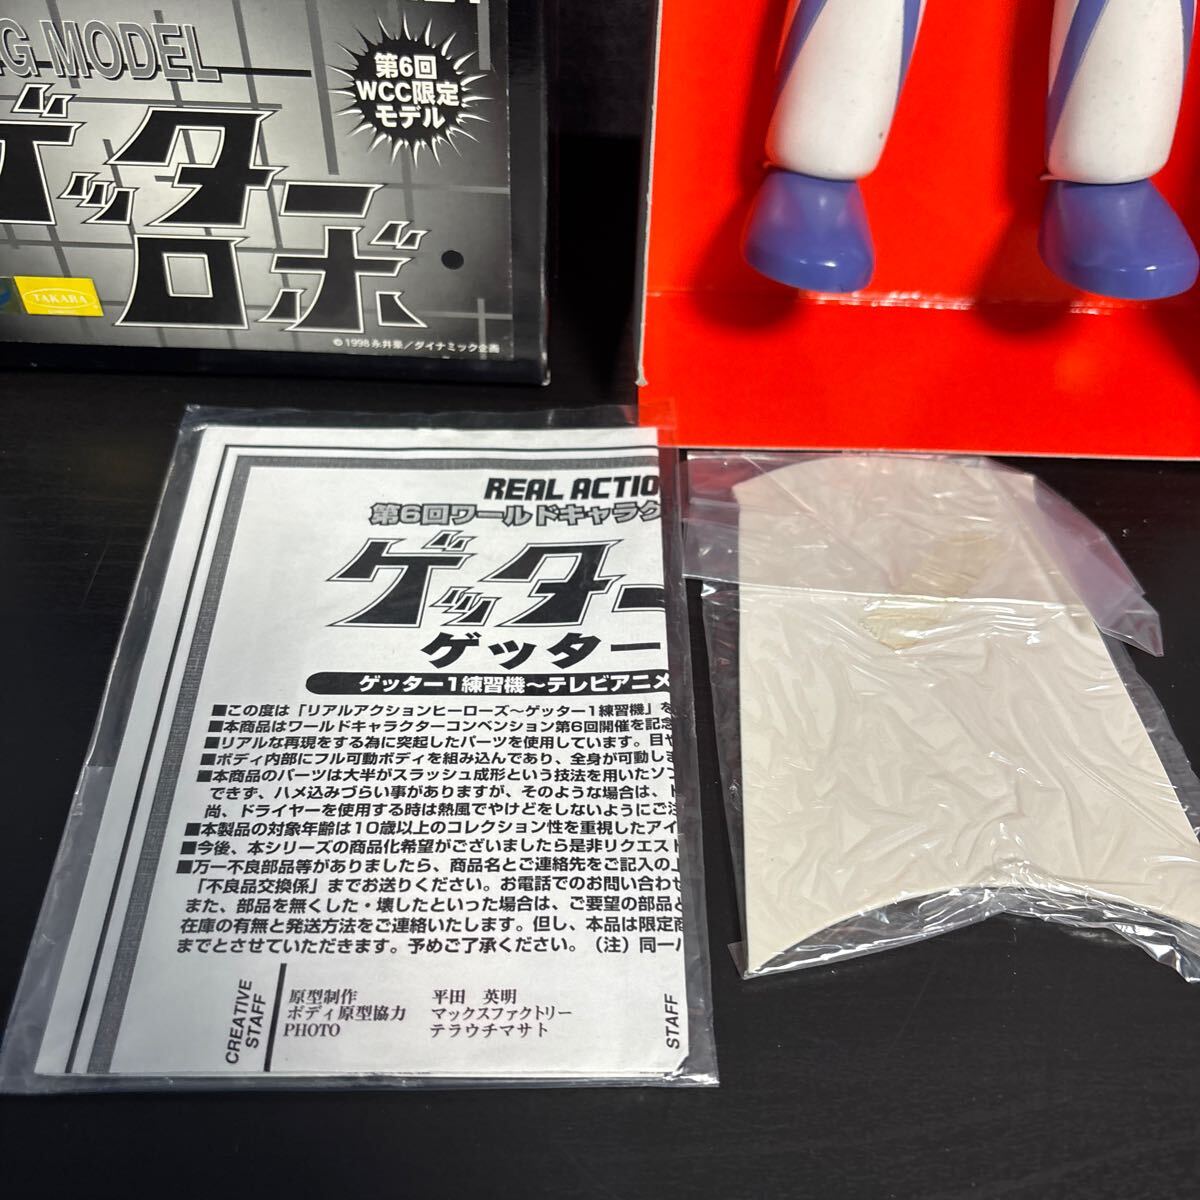 G MODEL
第6回
WCC限定
モデル
ゲッター
ロボ
TAKARA
©1998 永井豪／ダイナミック企画
REAL ACTIO
第6回ワールドキャラク
ゲッター
ゲッター
ゲッター1練習機〜テレビアニメ
■この度は「リアルアクションヒーローズ〜ゲッター1練習機」を
■本商品はワールドキャラクターコンベンション第6回開催を記念
■リアルな再現をする為に突起したパーツを使用しています。目や
■ボディ内部にフル可動ボディを組み込んであり、全身が可動しま
■本商品のパーツは大半がスラッシュ成形という技法を用いたソフ
できず、ハメ込みづらい事がありますが、そのような場合は、ド
尚、ドライヤーを使用する時は熱風でやけどをしないようにご注
■本製品の対象年齢は10歳以上のコレクション性を重視したアイ
■今後、本シリーズの商品化希望がございましたら是非リクエスト
■万一不良部品等がありましたら、商品名とご連絡先をご記入の上
「不良品交換係」までお送りください。お電話でのお問い合わせ
また、部品を無くした・壊したといった場合は、ご要望の部品と
在庫の有無と発送方法をご連絡いたします。但し、本品は限定商
までとさせていただきます。予めご了承ください。（注）同一パ
CREATIVE
STAFF
原型制作 平田 英明
ボディ原型協力 マックスファクトリー
PHOTO テラウチマサト
STAFF